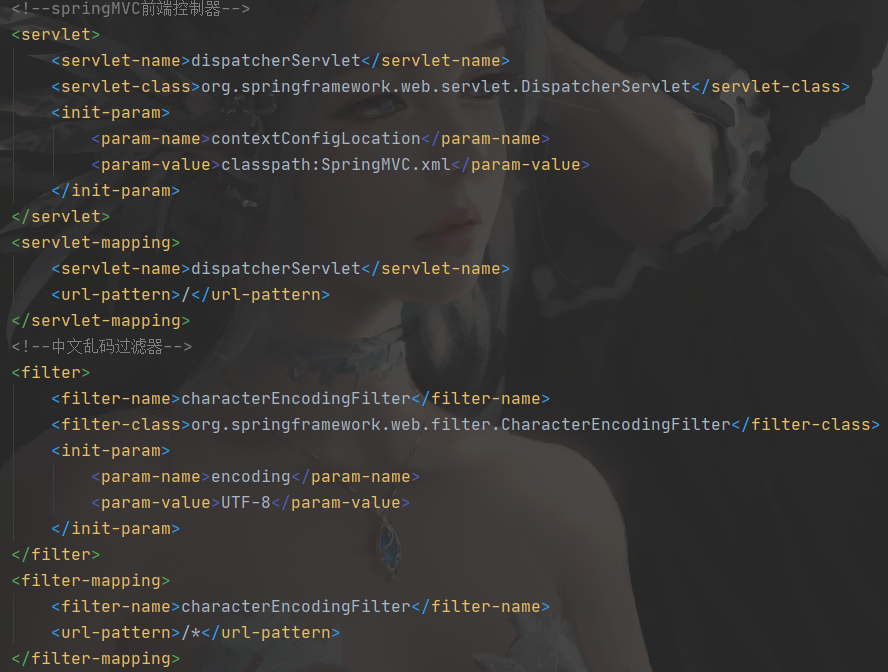 <!--springMVC前端控制器-->
<servlet>
    <servlet-name>dispatcherServlet</servlet-name>
    <servlet-class>org.springframework.web.servlet.DispatcherServlet</servlet-class>
    <init-param>
        <param-name>contextConfigLocation</param-name>
        <param-value>classpath:SpringMVC.xml</param-value>
    </init-param>
</servlet>
<servlet-mapping>
    <servlet-name>dispatcherServlet</servlet-name>
    <url-pattern>/</url-pattern>
</servlet-mapping>
<!--中文乱码过滤器-->
<filter>
    <filter-name>characterEncodingFilter</filter-name>
    <filter-class>org.springframework.web.filter.CharacterEncodingFilter</filter-class>
    <init-param>
        <param-name>encoding</param-name>
        <param-value>UTF-8</param-value>
    </init-param>
</filter>
<filter-mapping>
    <filter-name>characterEncodingFilter</filter-name>
    <url-pattern>/*</url-pattern>
</filter-mapping>